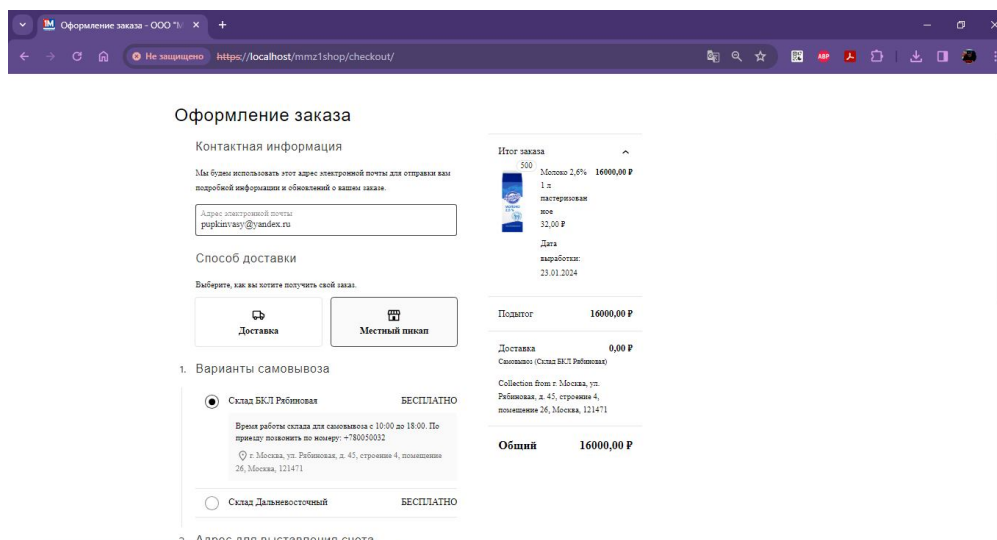 Оформление заказа - ООО "М
Не защищено https://localhost/mmz1shop/checkout/
ABP
Оформление заказа
Контактная информация
Мы будем использовать этот адрес электронной почты для отправки вам
подробной информации и обновлений о вашем заказе.
Адрес электронной почты
pupkinvasy@yandex.ru
Способ доставки
Выберите, как вы хотите получить свой заказ.
Доставка
Местный пикап
1. Варианты самовывоза
Склад БКЛ Рябиновая БЕСПЛАТНО
Время работы склада для самовывоза с 10:00 до 18:00. По
приезду позвонить по номеру: +780050032
г. Москва, ул. Рябиновая, д. 45, строение 4, помещение
26, Москва, 121471
Склад Дальневосточный БЕСПЛАТНО
2. Адрес для выставления счета
Итог заказа
500
Молоко 2,6% 16000,00 ₽
1 л
пастеризован
ное
32,00 ₽
Дата
выработки:
23.01.2024
Подытог 16000,00 ₽
Доставка 0,00 ₽
Самовывоз (Склад БКЛ Рябиновая)
Collection from г. Москва, ул.
Рябиновая, д. 45, строение 4,
помещение 26, Москва, 121471
Общий 16000,00 ₽